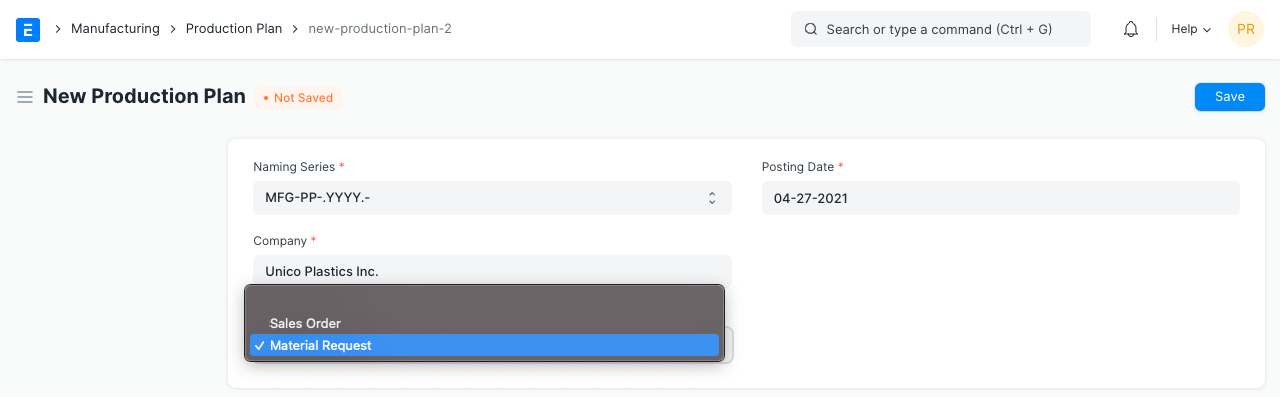 E
Manufacturing
Production Plan
new-production-plan-2
Search or type a command (Ctrl + G)
Help
PR
New Production Plan
• Not Saved
Save
Naming Series *
MFG-PP-.YYYY.-
Posting Date *
04-27-2021
Company *
Unico Plastics Inc.
Sales Order
✓ Material Request